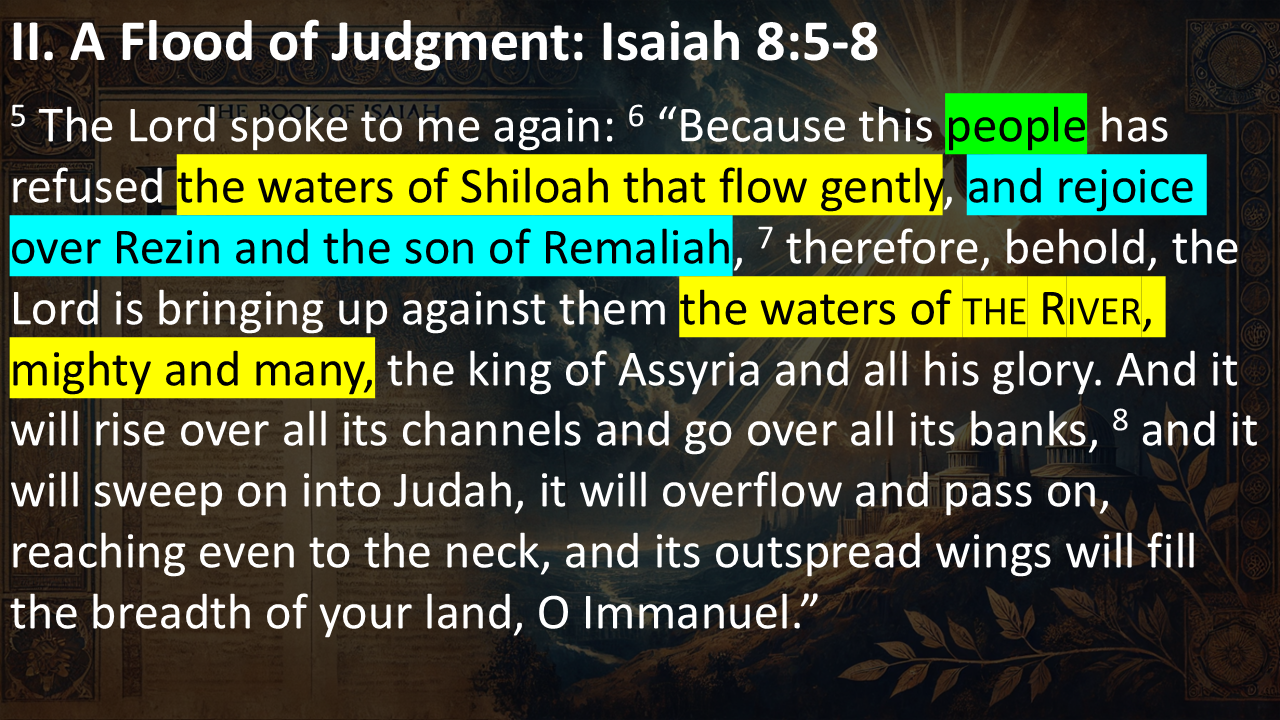 II. A Flood of Judgment: Isaiah 8:5-8
THE BOOK OF ISAIAH
5 The Lord spoke to me again: 6 “Because this people has
refused the waters of Shiloah that flow gently, and rejoice
over Rezin and the son of Remaliah, 7 therefore, behold, the
Lord is bringing up against them the waters of THE RIVER,
mighty and many, the king of Assyria and all his glory. And it
will rise over all its channels and go over all its banks, 8 and it
will sweep on into Judah, it will overflow and pass on,
reaching even to the neck, and its outspread wings will fill
the breadth of your land, O Immanuel.”